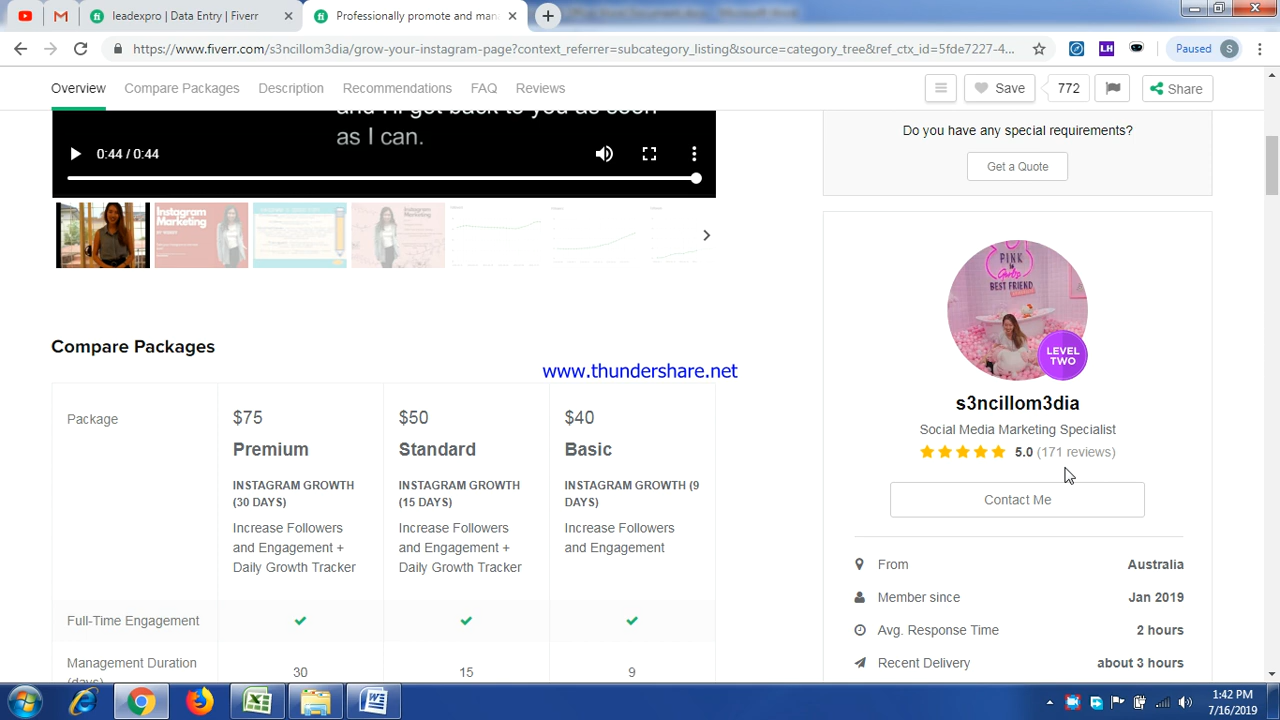 leadexpro | Data Entry | Fiverr
Professionally promote and man
https://www.fiverr.com/s3ncillom3dia/grow-your-instagram-page?context_referrer=subcategory_listing&source=category_tree&ref_ctx_id=5fde7227-4...
LH
Paused
S
Overview
Compare Packages
Description
Recommendations
FAQ
Reviews
Save
772
Share
as I can.
0:44 / 0:44
Instagram
Marketing
Do you have any special requirements?
Get a Quote
PINK
BEST FRIEND
LEVEL
TWO
s3ncillom3dia
Social Media Marketing Specialist
5.0 (171 reviews)
Contact Me
From
Australia
Member since
Jan 2019
Avg. Response Time
2 hours
Recent Delivery
about 3 hours
Compare Packages
www.thundershare.net
Package
$75
Premium
INSTAGRAM GROWTH
(30 DAYS)
Increase Followers
and Engagement +
Daily Growth Tracker
$50
Standard
INSTAGRAM GROWTH
(15 DAYS)
Increase Followers
and Engagement +
Daily Growth Tracker
$40
Basic
INSTAGRAM GROWTH (9
DAYS)
Increase Followers
and Engagement
Full-Time Engagement
Management Duration
(days)
30
15
9
1:42 PM
7/16/2019